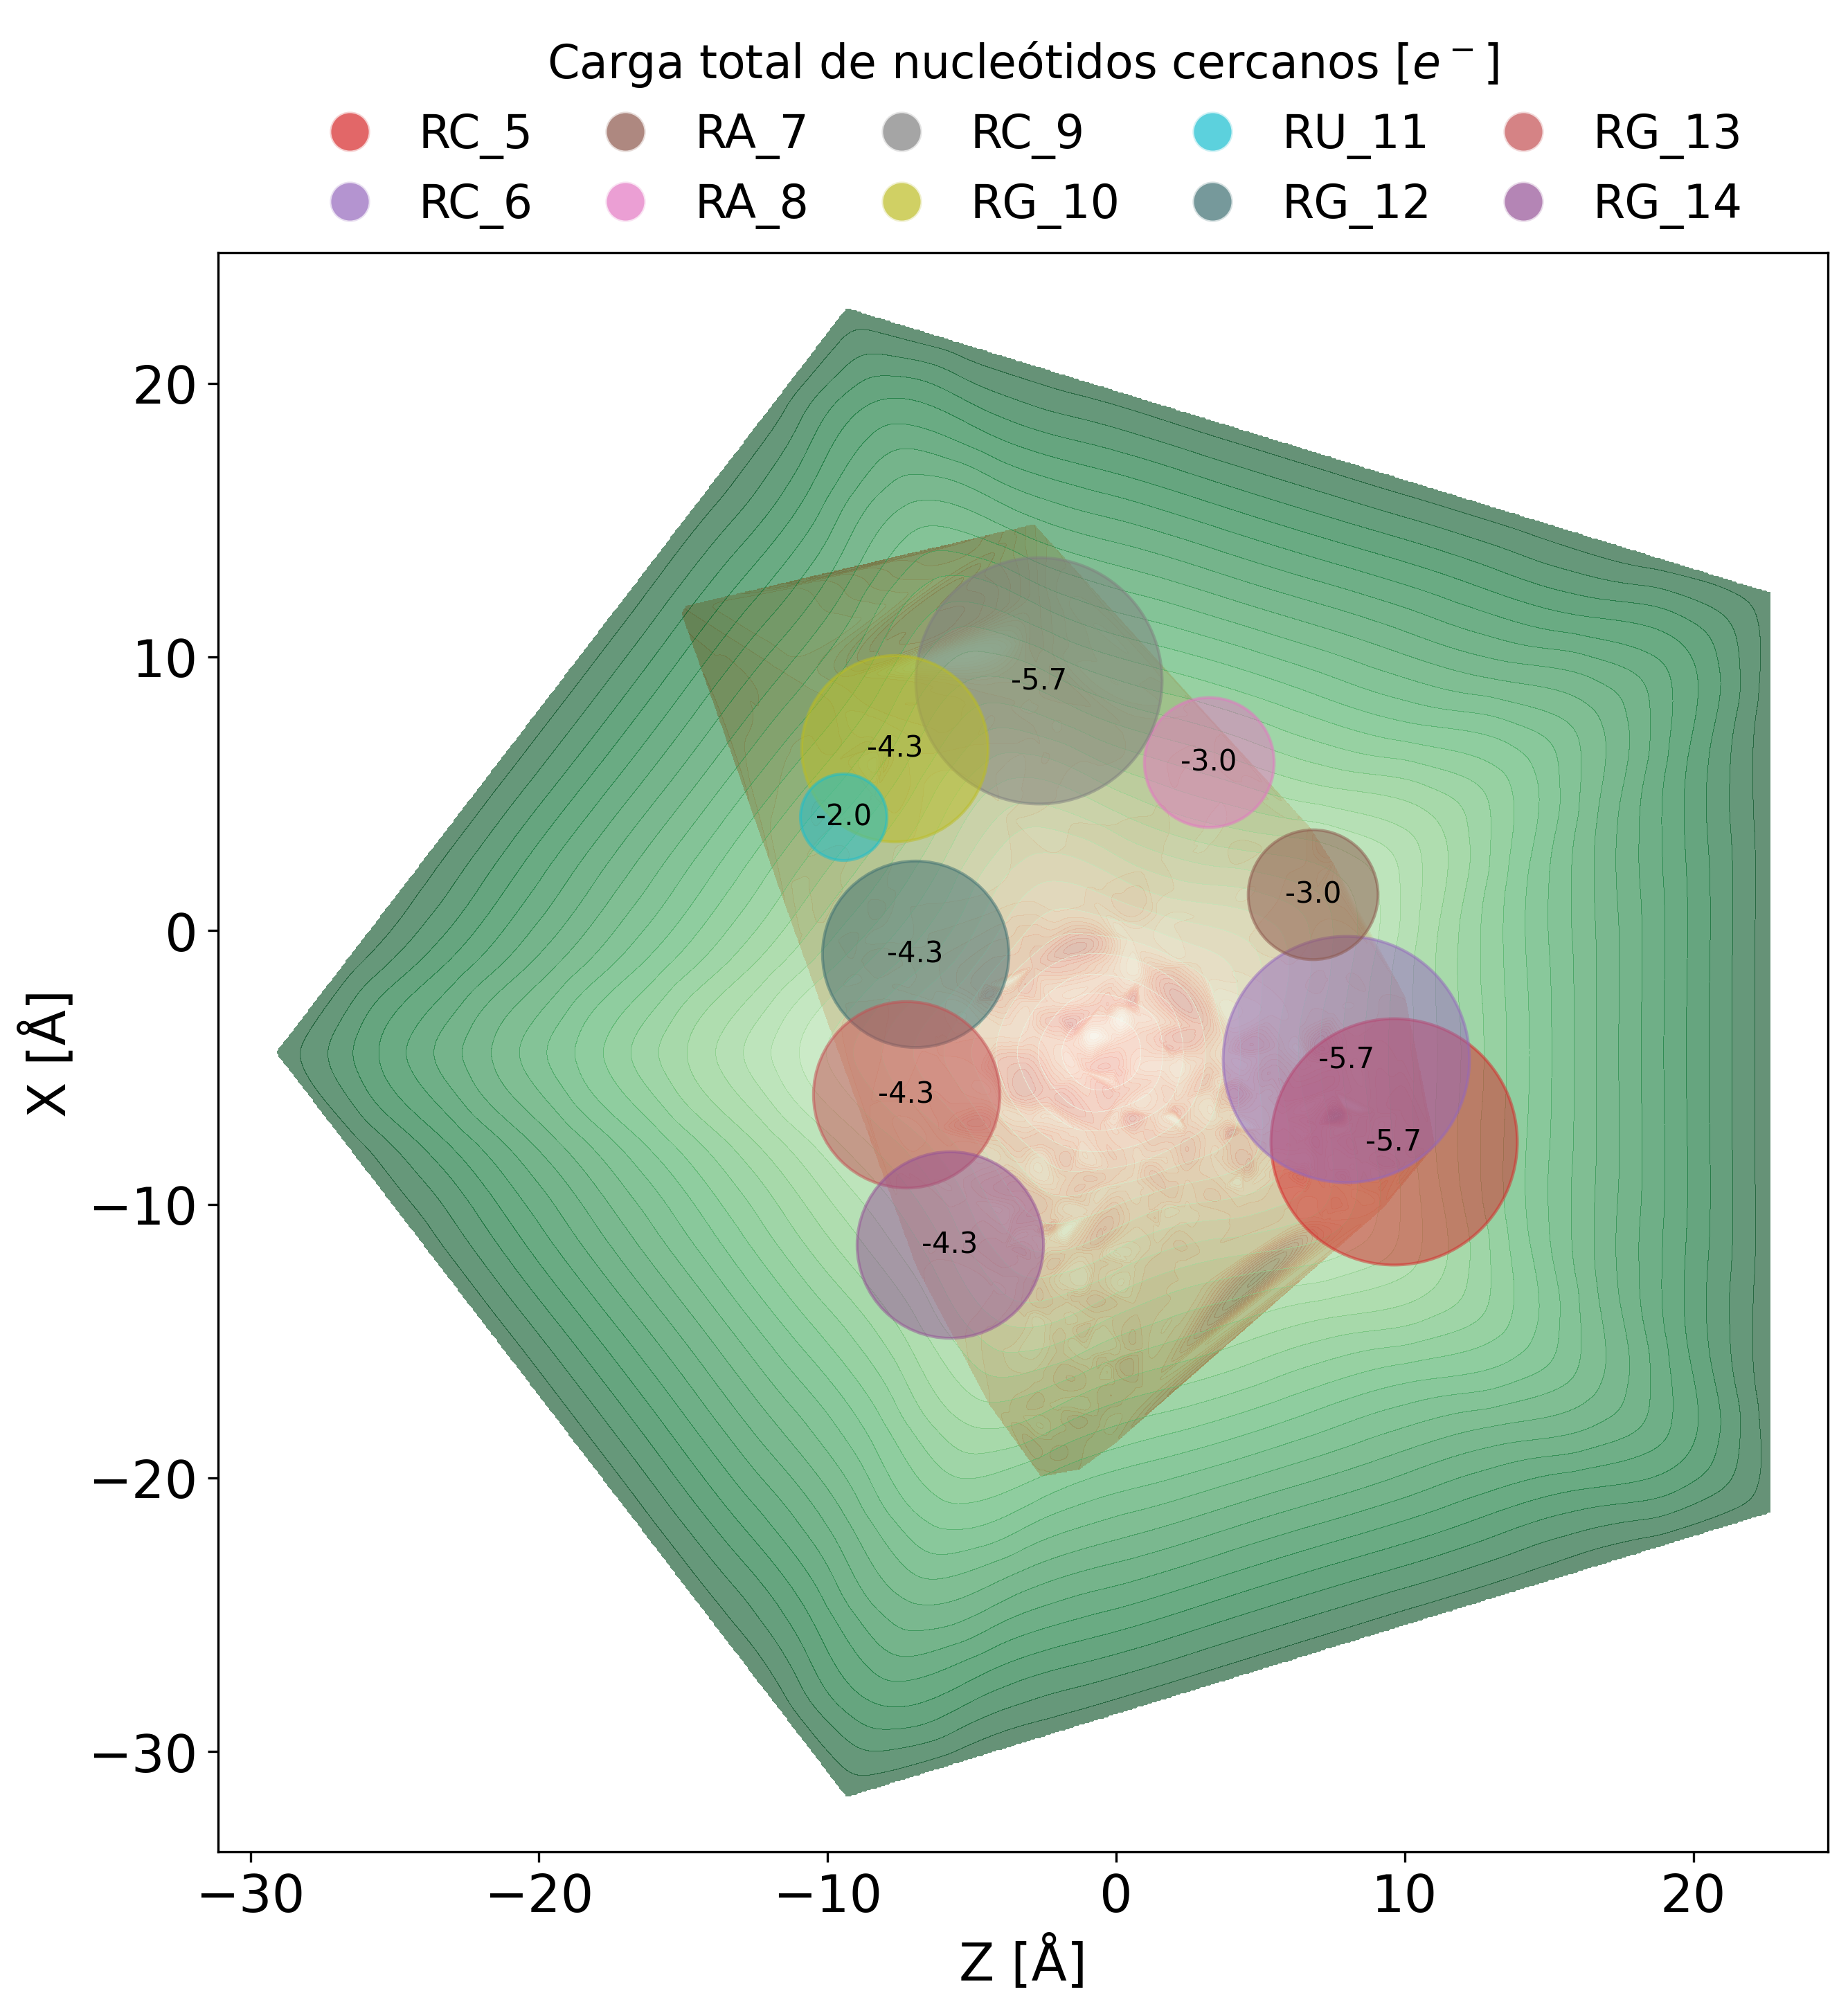 Carga total de nucleótidos cercanos [e⁻]
RC_5 RA_7 RC_9 RU_11 RG_13
RC_6 RA_8 RG_10 RG_12 RG_14
20
10
0
−10
−20
−30
X [Å]
-5.7
-4.3
-3.0
-2.0
-3.0
-4.3
-5.7
-4.3
-5.7
-4.3
−30 −20 −10 0 10 20
Z [Å]